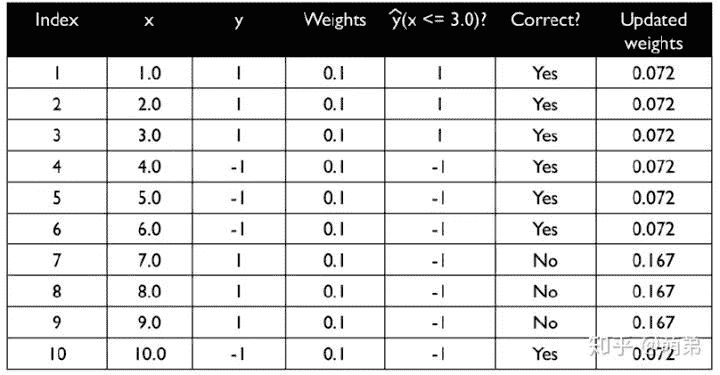 Index x y Weights ŷ(x <= 3.0)? Correct? Updated weights
1 1.0 1 0.1 1 Yes 0.072
2 2.0 1 0.1 1 Yes 0.072
3 3.0 1 0.1 1 Yes 0.072
4 4.0 -1 0.1 -1 Yes 0.072
5 5.0 -1 0.1 -1 Yes 0.072
6 6.0 -1 0.1 -1 Yes 0.072
7 7.0 1 0.1 -1 No 0.167
8 8.0 1 0.1 -1 No 0.167
9 9.0 1 0.1 -1 No 0.167
10 10.0 -1 0.1 -1 Yes 0.072
知乎 @萌弟